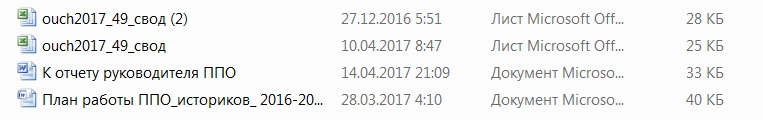 ouch2017_49_свод (2) 27.12.2016 5:51 Лист Microsoft Off... 28 КБ
ouch2017_49_свод 10.04.2017 8:47 Лист Microsoft Off... 25 КБ
К отчету руководителя ППО 14.04.2017 21:09 Документ Microso... 33 КБ
План работы ППО_историков_ 2016-20... 28.03.2017 4:10 Документ Microso... 40 КБ